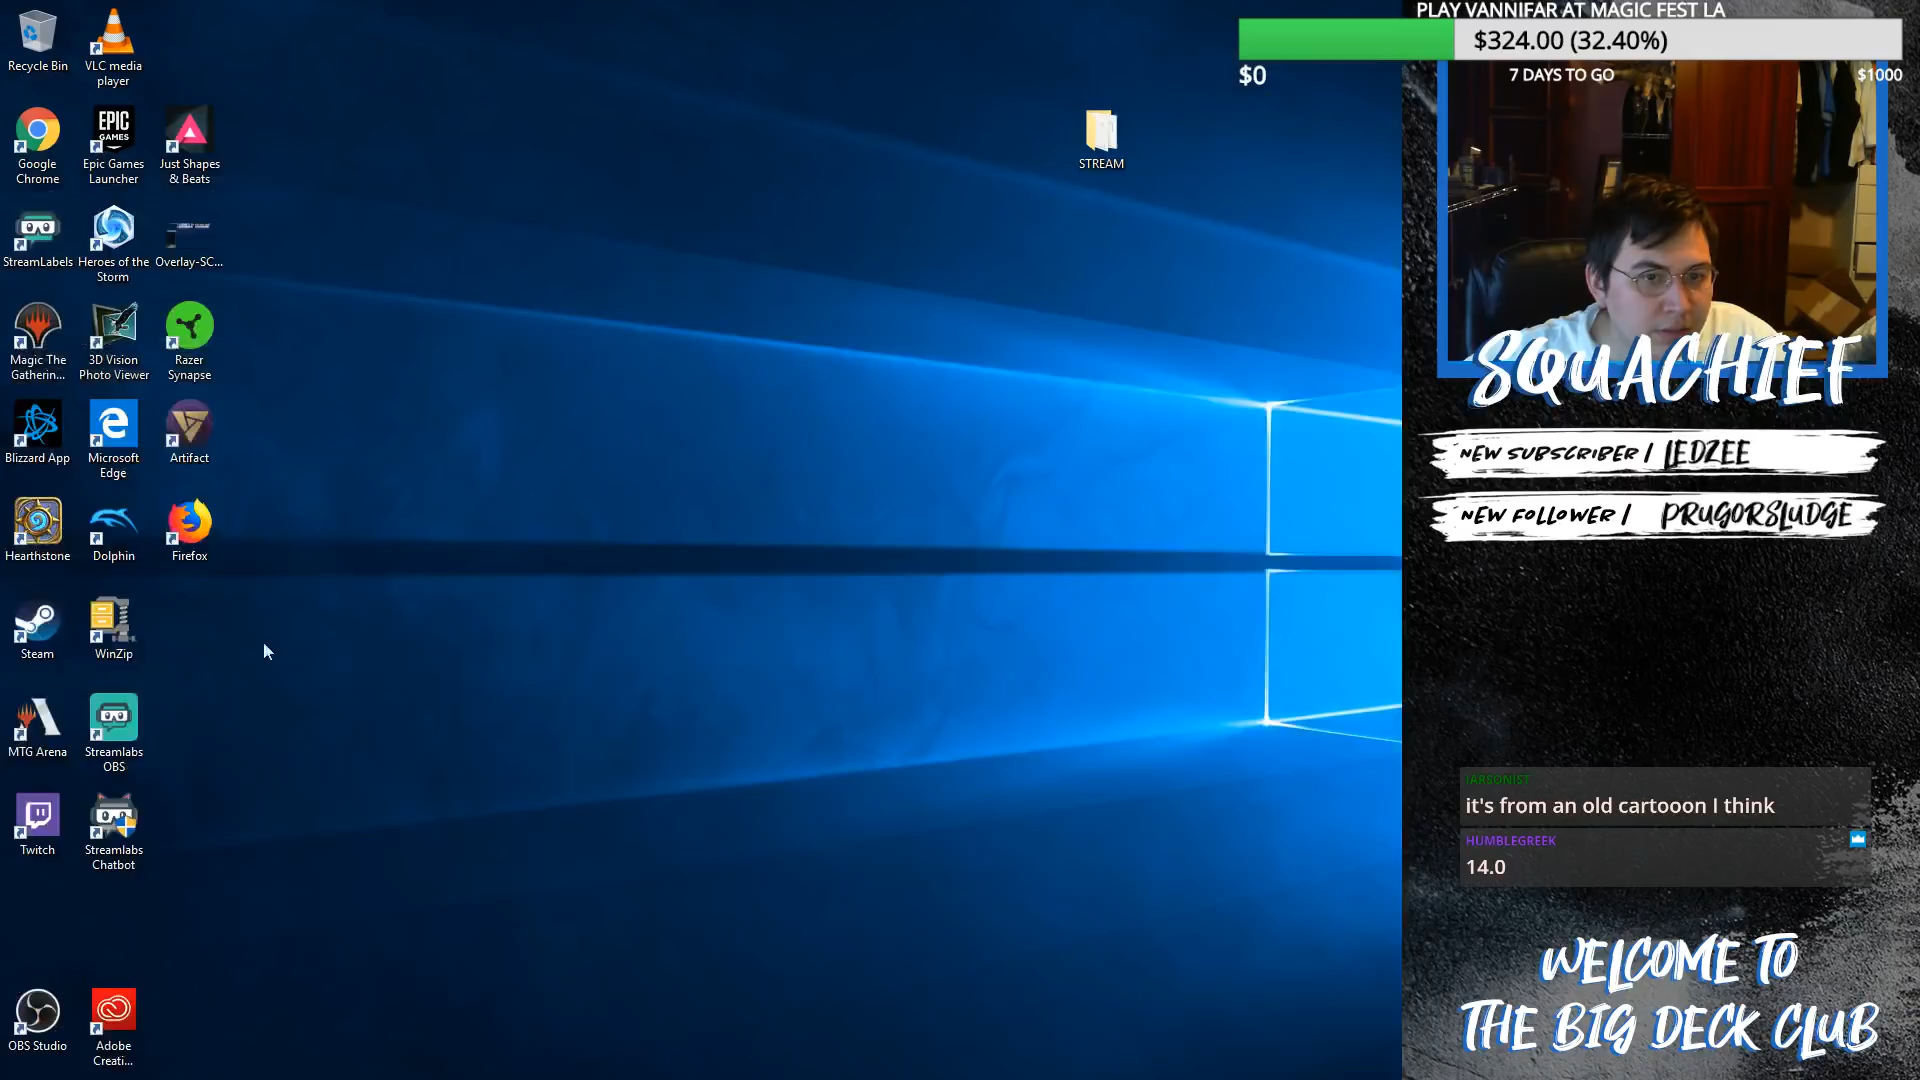 Recycle Bin
VLC media
player
Google
Chrome
EPIC
GAMES
Epic Games
Launcher
Just Shapes
& Beats
StreamLabels
Heroes of the
Storm
Overlay-SC...
Magic The
Gatherin...
3D Vision
Photo Viewer
Razer
Synapse
Blizzard App
Microsoft
Edge
Artifact
Hearthstone
Dolphin
Firefox
Steam
WinZip
MTG Arena
Streamlabs
OBS
Twitch
Streamlabs
Chatbot
OBS Studio
Adobe
Creati...
STREAM
PLAY VANNIFAR AT MAGIC FEST LA
$324.00 (32.40%)
$0
7 DAYS TO GO
$1000
SQUACHIEF
NEW SUBSCRIBER / LEDZEE
NEW FOLLOWER / PRUGORSLUDGE
IARSONIST
it's from an old cartooon I think
HUMBLEGREEK
14.0
WELCOME TO
THE BIG DECK CLUB